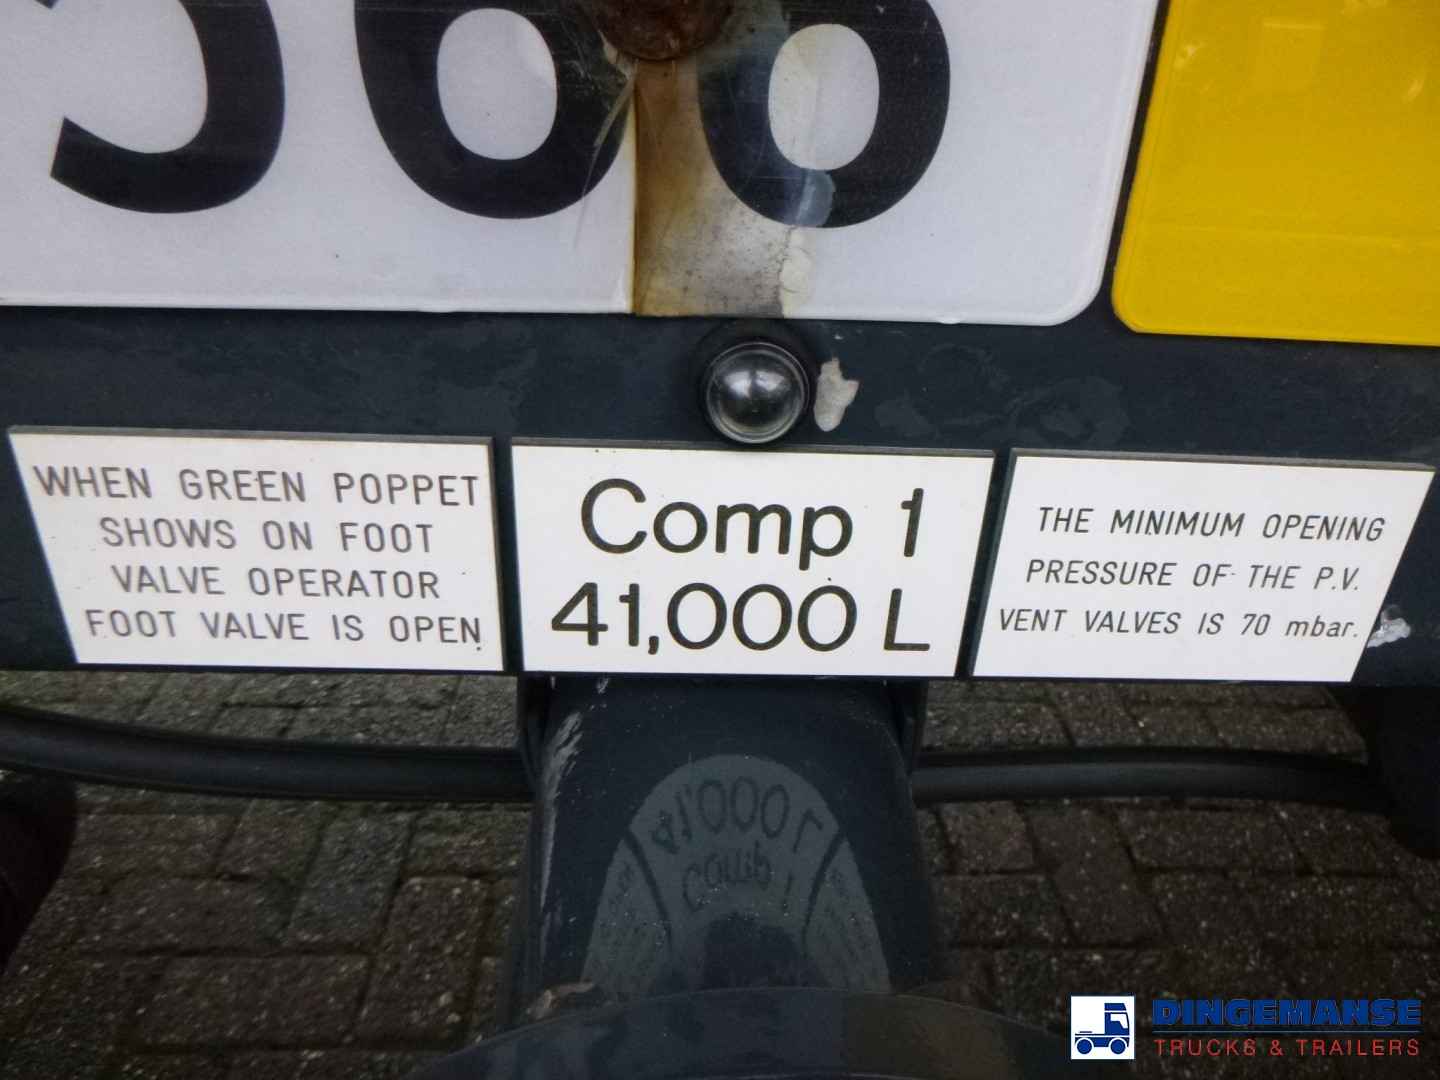 66
WHEN GREEN POPPET
SHOWS ON FOOT
VALVE OPERATOR
FOOT VALVE IS OPEN
Comp 1
41,000 L
THE MINIMUM OPENING
PRESSURE OF THE P.V.
VENT VALVES IS 70 mbar.
DINGEMANSE
TRUCKS & TRAILERS